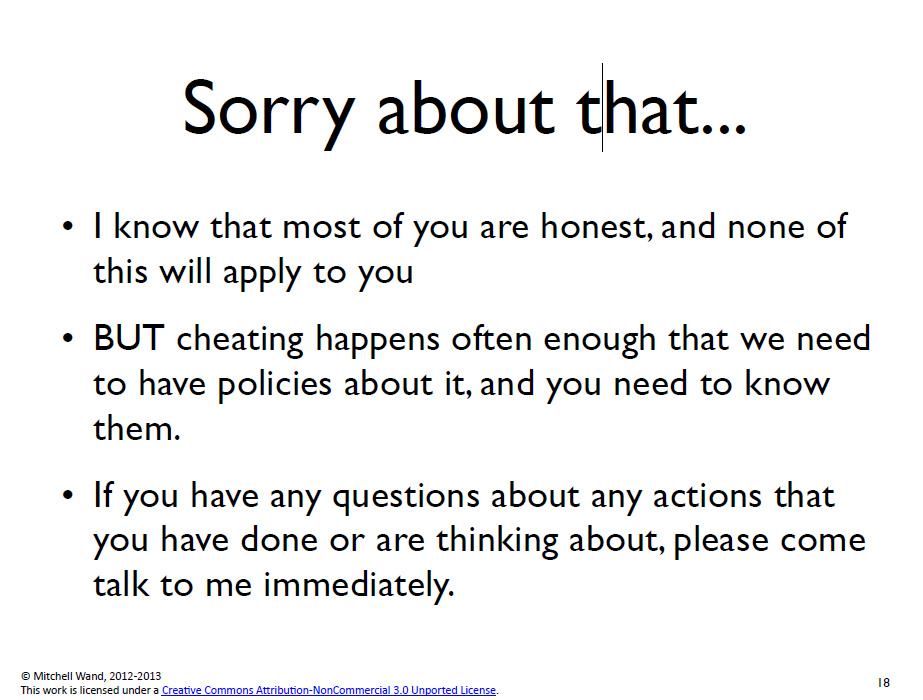 Sorry about that...
• I know that most of you are honest, and none of
this will apply to you
• BUT cheating happens often enough that we need
to have policies about it, and you need to know
them.
• If you have any questions about any actions that
you have done or are thinking about, please come
talk to me immediately.
© Mitchell Wand, 2012-2013
This work is licensed under a Creative Commons Attribution-NonCommercial 3.0 Unported License.
18